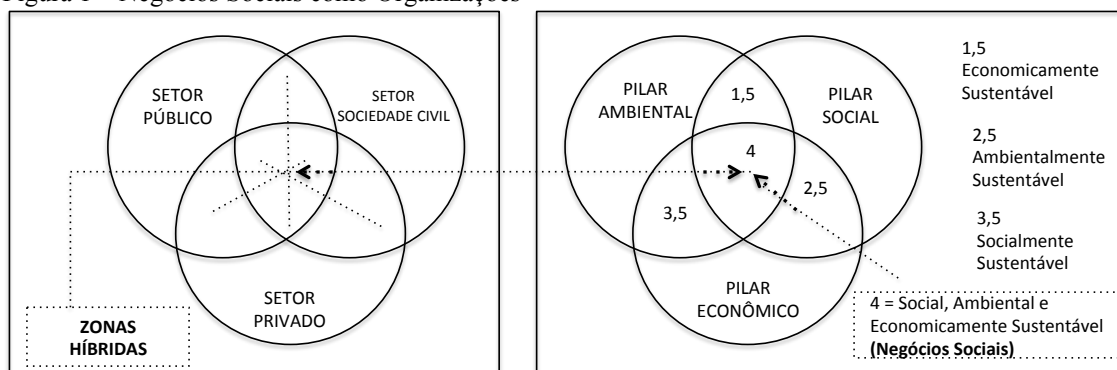 Figura 1 – Negócios Sociais como Organizações
SETOR
PÚBLICO
SETOR
SOCIEDADE CIVIL
SETOR
PRIVADO
ZONAS
HÍBRIDAS
PILAR
AMBIENTAL
1,5
PILAR
SOCIAL
4
2,5
3,5
PILAR
ECONÔMICO
1,5
Economicamente
Sustentável
2,5
Ambientalmente
Sustentável
3,5
Socialmente
Sustentável
4 = Social, Ambiental e
Economicamente Sustentável
(Negócios Sociais)